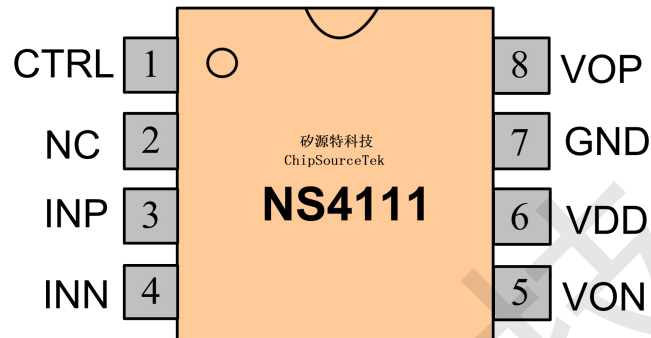 CTRL 1 8 VOP
NC 2 7 GND
矽源特科技
ChipSourceTek
NS4111
INP 3 6 VDD
INN 4 5 VON